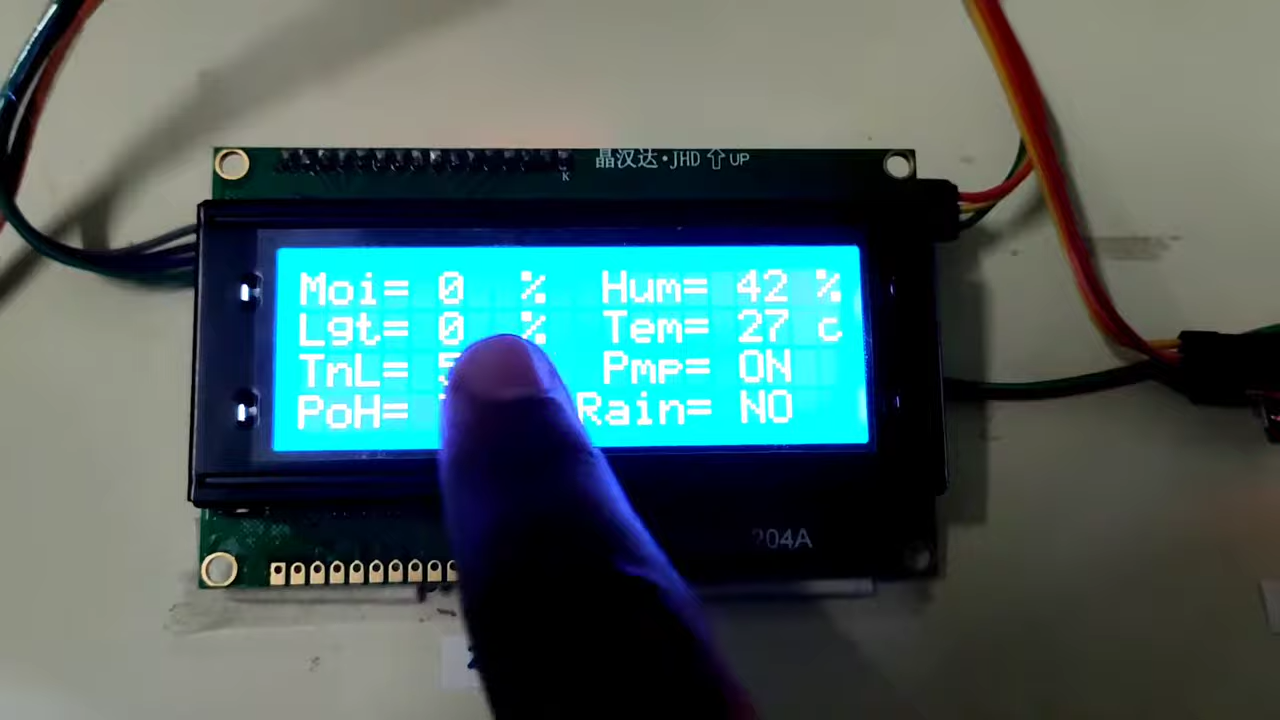 晶汉达·JHD ⇧ UP
K
Moi= 0 % Hum= 42 %
Lgt= 0 % Tem= 27 c
TnL= Pmp= ON
PoH= Rain= NO
204A